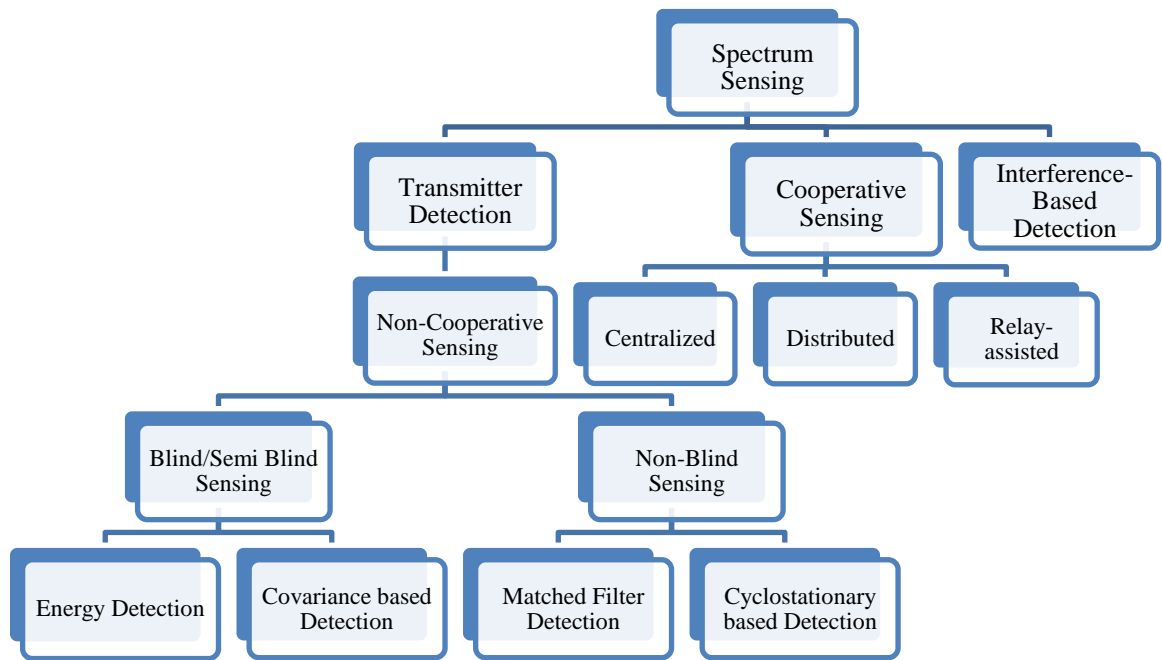 Spectrum
Sensing
Transmitter
Detection
Cooperative
Sensing
Interference-
Based
Detection
Non-Cooperative
Sensing
Centralized
Distributed
Relay-
assisted
Blind/Semi Blind
Sensing
Non-Blind
Sensing
Energy Detection
Covariance based
Detection
Matched Filter
Detection
Cyclostationary
based Detection